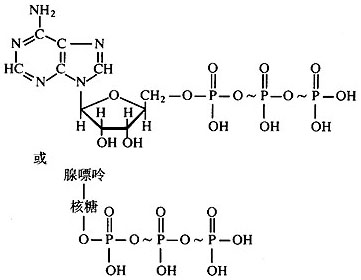 NH₂
N C C N
HC N C N CH
O O O
O CH₂—O—P—O~P—O~P—OH
H H H H OH OH OH
OH OH
或
腺嘌呤
核糖
O O O
O—P—O~P—O~P—OH
OH OH OH